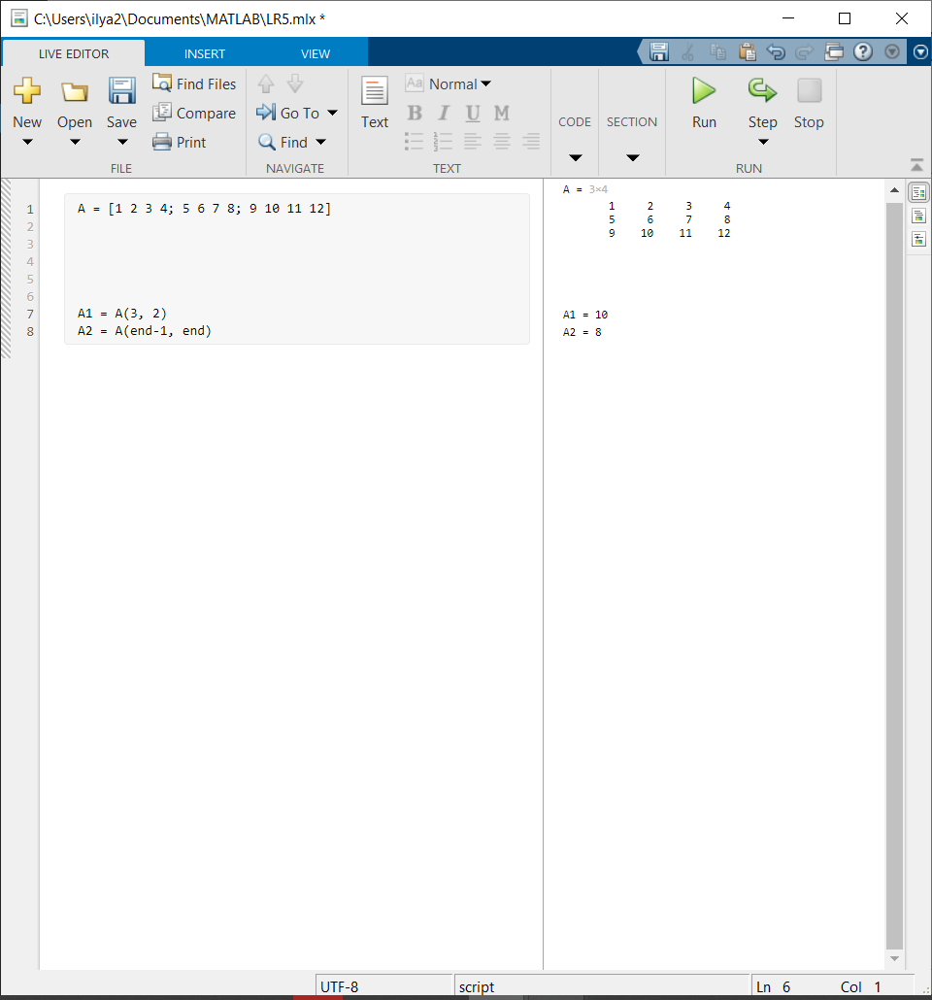 C:\Users\ilya2\Documents\MATLAB\LR5.mlx *
LIVE EDITOR INSERT VIEW
New Open Save Find Files Compare Print
FILE
Go To Find
NAVIGATE
Text Aa Normal B I U M
TEXT
CODE
SECTION
Run Step Stop
RUN
1 A = [1 2 3 4; 5 6 7 8; 9 10 11 12]
2
3
4
5
6
7 A1 = A(3, 2)
8 A2 = A(end-1, end)
A = 3×4
1 2 3 4
5 6 7 8
9 10 11 12
A1 = 10
A2 = 8
UTF-8 script Ln 6 Col 1